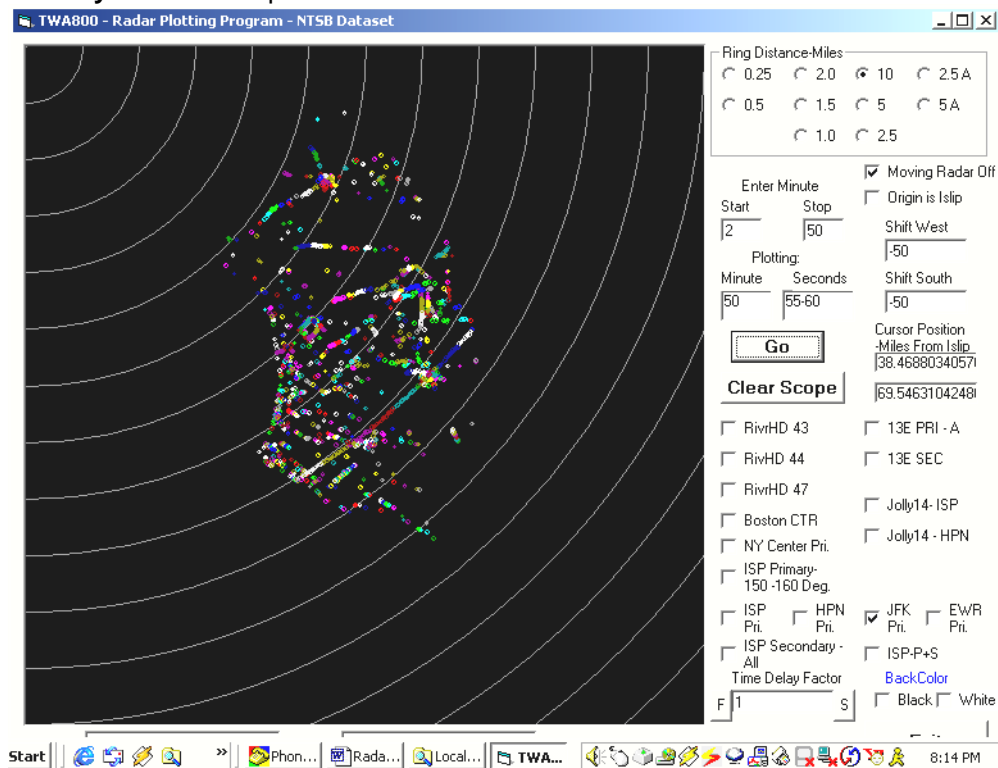 TWA800 - Radar Plotting Program - NTSB Dataset
Ring Distance-Miles
0.25 2.0 10 2.5 A
0.5 1.5 5 5 A
1.0 2.5
Moving Radar Off
Origin is Islip
Enter Minute
Start Stop
2 50
Shift West
-50
Plotting:
Minute Seconds
50 55-60
Shift South
-50
Go
Cursor Position
-Miles From Islip
38.4688034057
69.5463104248
Clear Scope
RivrHD 43 13E PRI - A
RivHD 44 13E SEC
RivrHD 47
Jolly14- ISP
Boston CTR
Jolly14 - HPN
NY Center Pri.
ISP Primary-
150 -160 Deg.
ISP Pri. HPN Pri. JFK Pri. EWR Pri.
ISP Secondary -
All
ISP-P+S
Time Delay Factor
F 1 S
BackColor
Black White
Start » Phon... Rada... Local... TWA... 8:14 PM